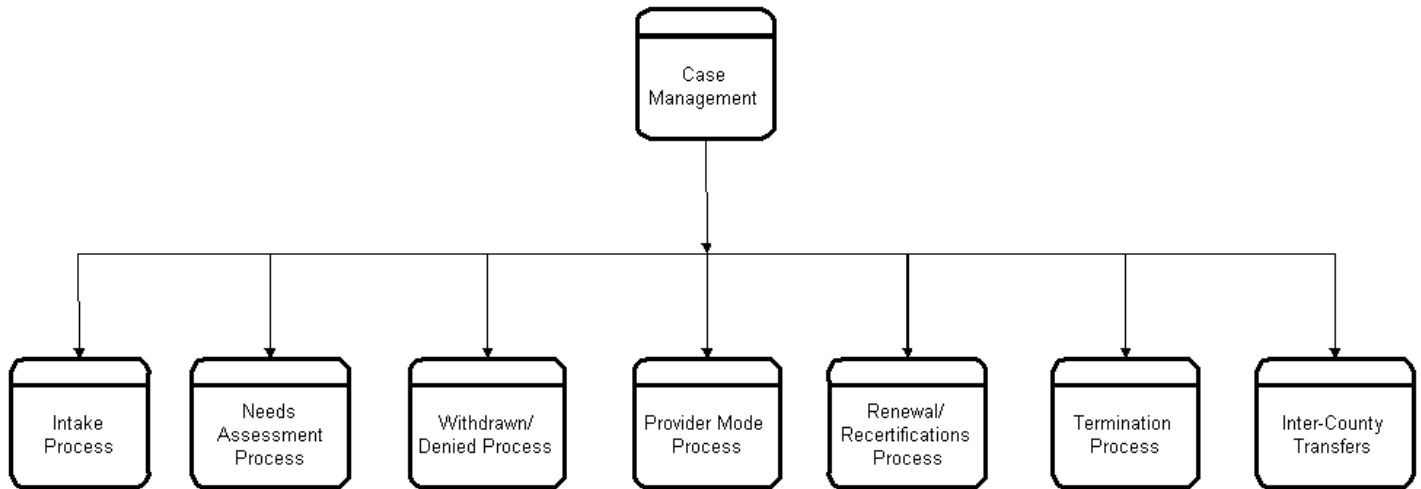 Case
Management
Intake
Process
Needs
Assessment
Process
Withdrawn/
Denied Process
Provider Mode
Process
Renewal/
Recertifications
Process
Termination
Process
Inter-County
Transfers